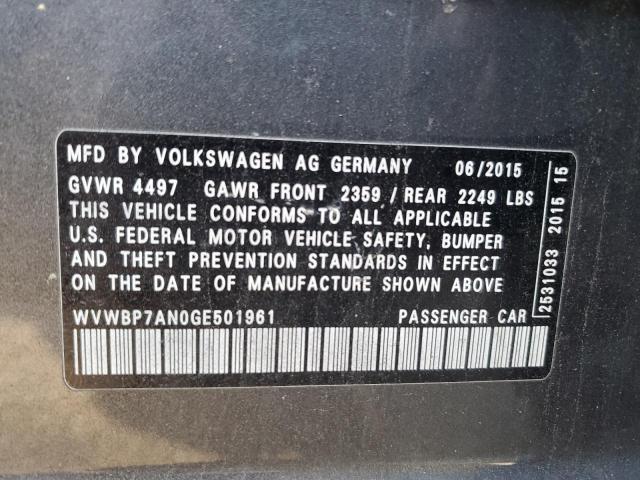 MFD BY VOLKSWAGEN AG GERMANY 06/2015
GVWR 4497 GAWR FRONT 2359 / REAR 2249 LBS
THIS VEHICLE CONFORMS TO ALL APPLICABLE
U.S. FEDERAL MOTOR VEHICLE SAFETY, BUMPER
AND THEFT PREVENTION STANDARDS IN EFFECT
ON THE DATE OF MANUFACTURE SHOWN ABOVE
WVWBP7AN0GE501961 PASSENGER CAR
2531033 2015 15